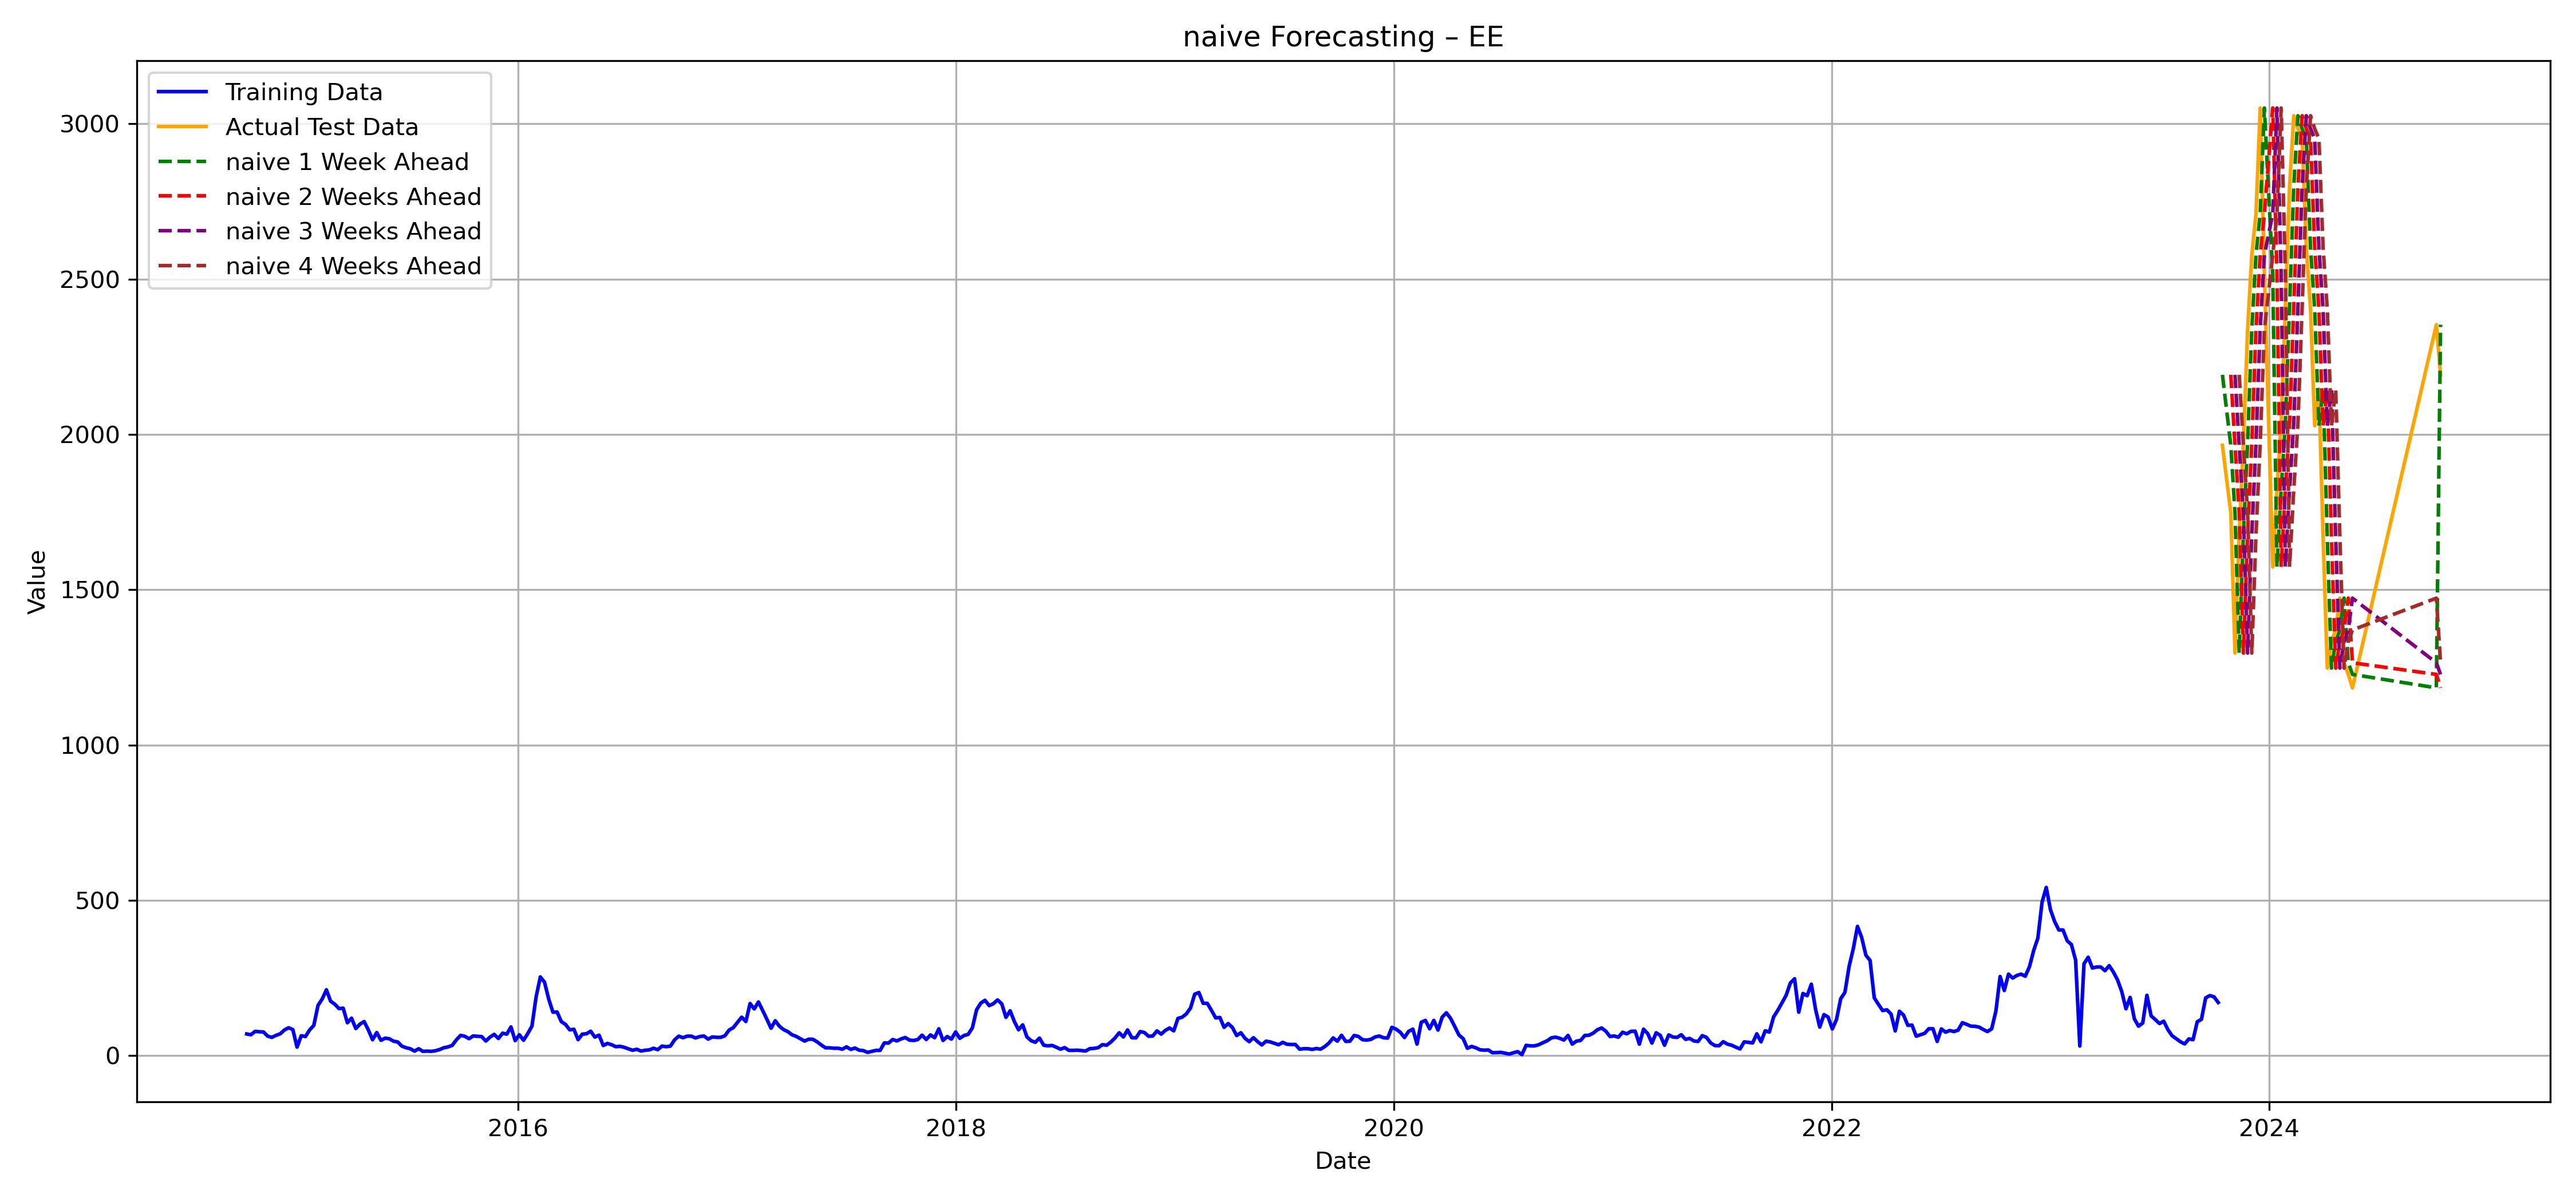 naive Forecasting – EE
Training Data
Actual Test Data
naive 1 Week Ahead
naive 2 Weeks Ahead
naive 3 Weeks Ahead
naive 4 Weeks Ahead
3000
2500
2000
1500
1000
500
0
Value
2016
2018
2020
2022
2024
Date